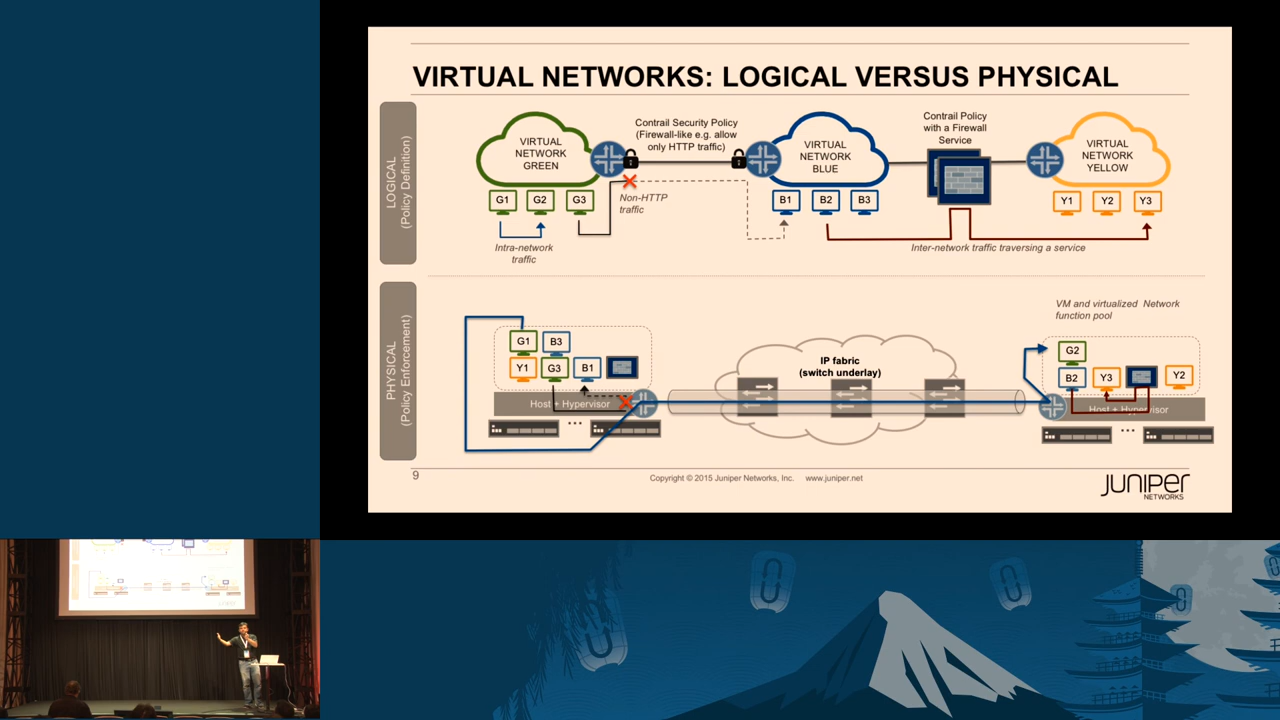 VIRTUAL NETWORKS: LOGICAL VERSUS PHYSICAL
LOGICAL
(Policy Definition)
VIRTUAL
NETWORK
GREEN
Contrail Security Policy
(Firewall-like e.g. allow
only HTTP traffic)
VIRTUAL
NETWORK
BLUE
Contrail Policy
with a Firewall
Service
VIRTUAL
NETWORK
YELLOW
G1
G2
G3
Non-HTTP
traffic
B1
B2
B3
Y1
Y2
Y3
Intra-network
traffic
Inter-network traffic traversing a service
PHYSICAL
(Policy Enforcement)
VM and virtualized Network
function pool
G1
B3
Y1
G3
B1
Host + Hypervisor
...
IP fabric
(switch underlay)
G2
B2
Y3
Y2
Host + Hypervisor
...
9
Copyright © 2015 Juniper Networks, Inc. www.juniper.net
JUNIPER
NETWORKS